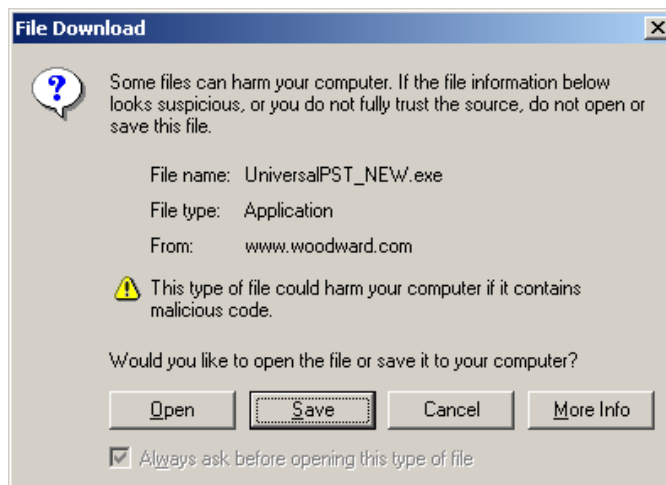 File Download
Some files can harm your computer. If the file information below
looks suspicious, or you do not fully trust the source, do not open or
save this file.
File name: UniversalPST_NEW.exe
File type: Application
From: www.woodward.com
This type of file could harm your computer if it contains
malicious code.
Would you like to open the file or save it to your computer?
Open Save Cancel More Info
Always ask before opening this type of file